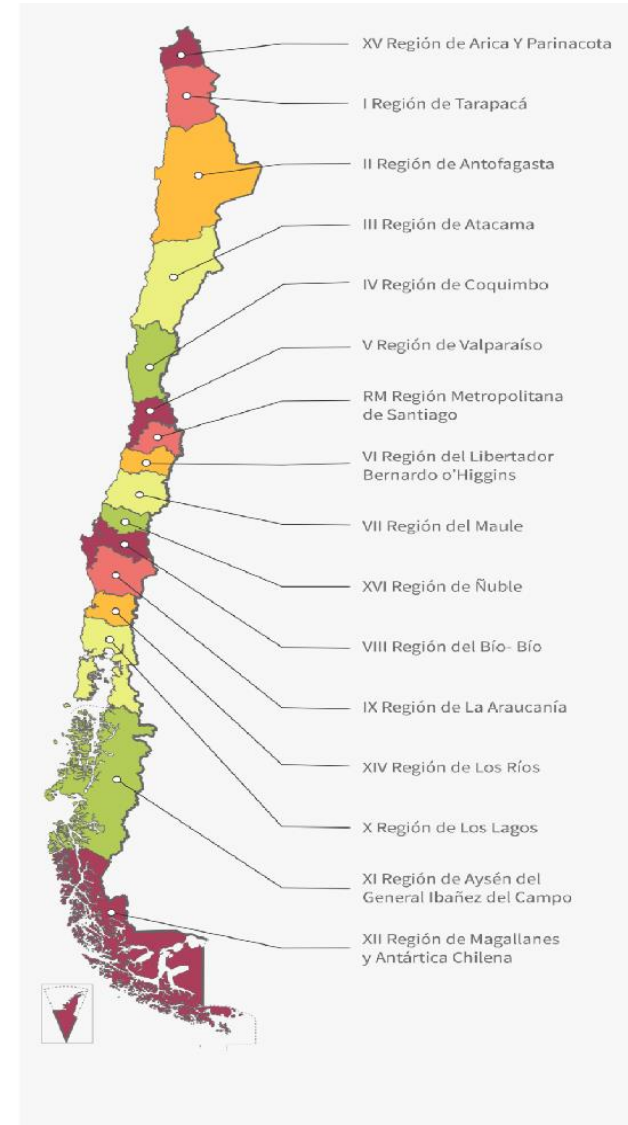 XV Región de Arica Y Parinacota
I Región de Tarapacá
II Región de Antofagasta
III Región de Atacama
IV Región de Coquimbo
V Región de Valparaíso
RM Región Metropolitana
de Santiago
VI Región del Libertador
Bernardo o'Higgins
VII Región del Maule
XVI Región de Ñuble
VIII Región del Bío- Bío
IX Región de La Araucanía
XIV Región de Los Ríos
X Región de Los Lagos
XI Región de Aysén del
General Ibañez del Campo
XII Región de Magallanes
y Antártica Chilena